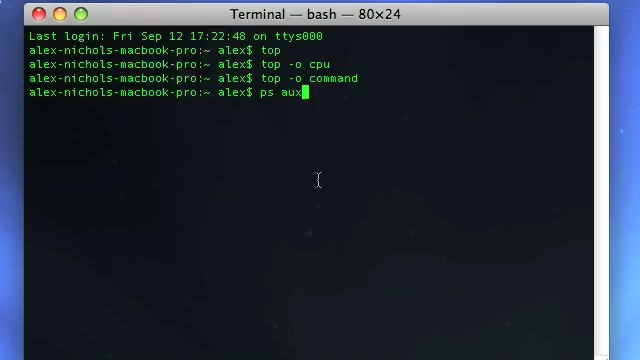 Terminal — bash — 80×24
Last login: Fri Sep 12 17:22:48 on ttys000
alex-nichols-macbook-pro:~ alex$ top
alex-nichols-macbook-pro:~ alex$ top -o cpu
alex-nichols-macbook-pro:~ alex$ top -o command
alex-nichols-macbook-pro:~ alex$ ps aux